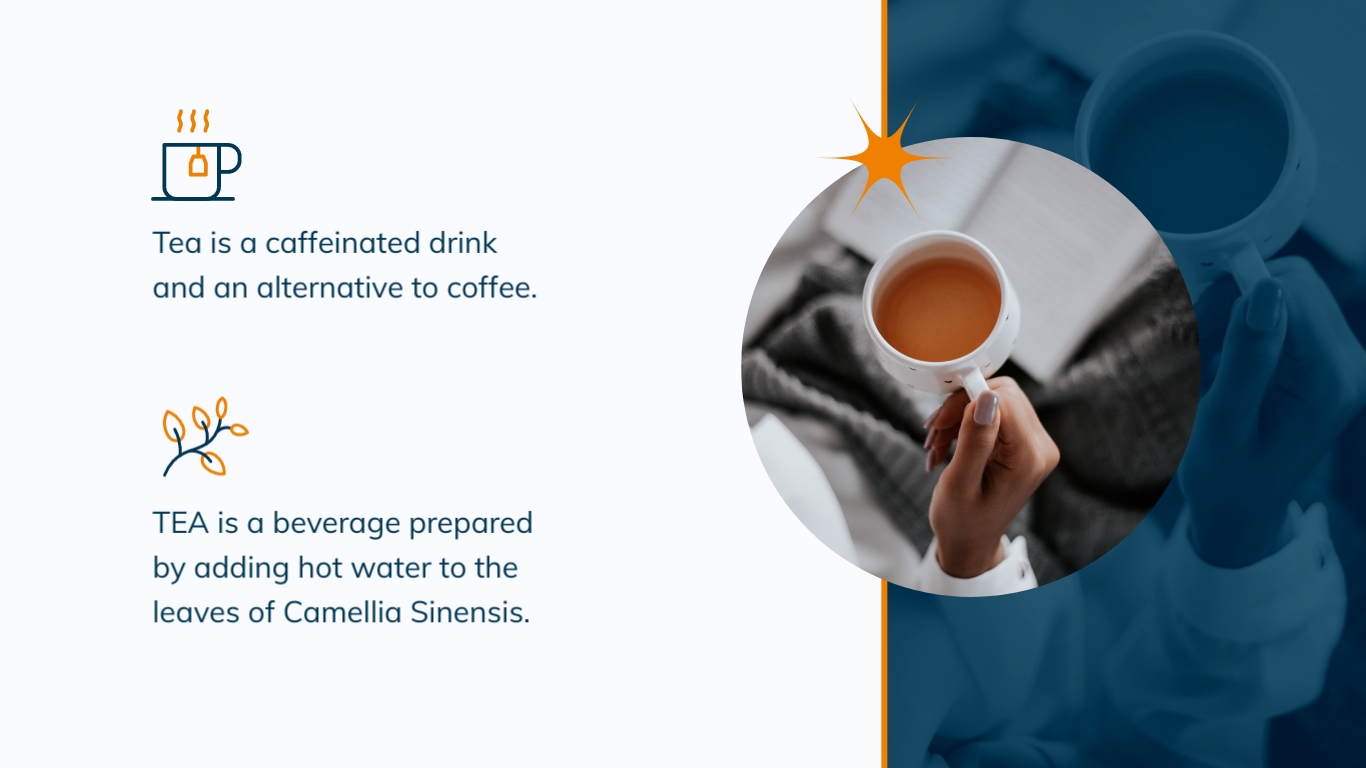 Tea is a caffeinated drink
and an alternative to coffee.
TEA is a beverage prepared
by adding hot water to the
leaves of Camellia Sinensis.